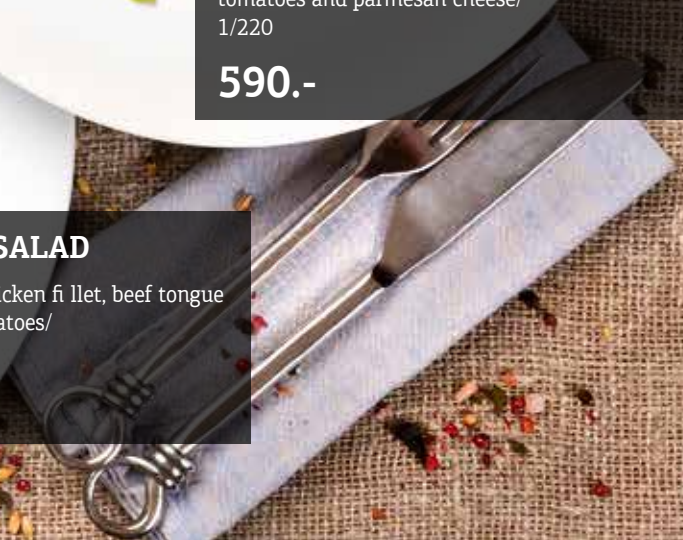 tomatoes and parmesan cheese/
1/220
590.-
SALAD
icken fi llet, beef tongue
atoes/